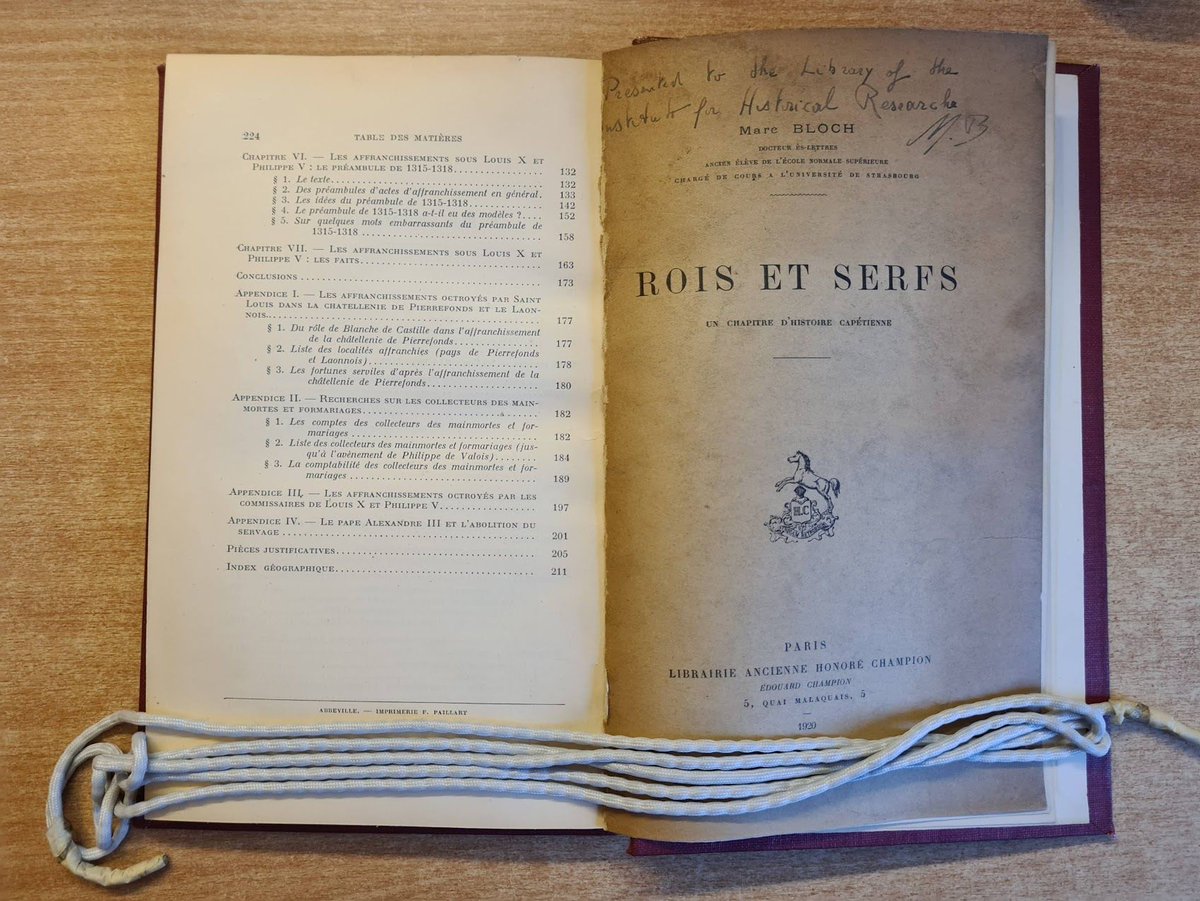 224 TABLE DES MATIÈRES
CHAPITRE VI. — LES AFFRANCHISSEMENTS SOUS LOUIS X ET
PHILIPPE V : LE PRÉAMBULE DE 1315-1318.................. 132
§ 1. Le texte.................. 132
§ 2. Des préambules d'actes d'affranchissement en général. 133
§ 3. Les idées du préambule de 1315-1318.............. 142
§ 4. Le préambule de 1315-1318 a-t-il eu des modèles ?.... 152
§ 5. Sur quelques mots embarrassants du préambule de
1315-1318 .................. 158
CHAPITRE VII. — LES AFFRANCHISSEMENTS SOUS LOUIS X ET
PHILIPPE V : LES FAITS.................. 163
CONCLUSIONS .................. 173
APPENDICE I. — LES AFFRANCHISSEMENTS OCTROYÉS PAR SAINT
LOUIS DANS LA CHATELLENIE DE PIERREFONDS ET LE LAON-
NOIS.................. 177
§ 1. Du rôle de Blanche de Castille dans l'affranchissement
de la châtellenie de Pierrefonds.................. 177
§ 2. Liste des localités affranchies (pays de Pierrefonds
et Laonnois).................. 178
§ 3. Les fortunes serviles d'après l'affranchissement de la
châtellenie de Pierrefonds.................. 180
APPENDICE II. — RECHERCHES SUR LES COLLECTEURS DES MAIN-
MORTES ET FORMARIAGES.................. 182
§ 1. Les comptes des collecteurs des mainmortes et for-
mariages .................. 182
§ 2. Liste des collecteurs des mainmortes et formariages (jus-
qu'à l'avènement de Philippe de Valois)........ 184
§ 3. La comptabilité des collecteurs des mainmortes et for-
mariages .................. 189
APPENDICE III. — LES AFFRANCHISSEMENTS OCTROYÉS PAR LES
COMMISSAIRES DE LOUIS X ET PHILIPPE V.................. 197
APPENDICE IV. — LE PAPE ALEXANDRE III ET L'ABOLITION DU
SERVAGE .................. 201
PIÈCES JUSTIFICATIVES.................. 205
INDEX GÉOGRAPHIQUE.................. 211
ABBEVILLE. — IMPRIMERIE F. PAILLART
Presented to the Library of the
Institute for Historical Research
M. B
Marc BLOCH
DOCTEUR ÈS-LETTRES
ANCIEN ÉLÈVE DE L'ÉCOLE NORMALE SUPÉRIEURE
CHARGÉ DE COURS A L'UNIVERSITÉ DE STRASBOURG
ROIS ET SERFS
UN CHAPITRE D'HISTOIRE CAPÉTIENNE
HLC
PARIS
LIBRAIRIE ANCIENNE HONORÉ CHAMPION
ÉDOUARD CHAMPION
5, QUAI MALAQUAIS, 5
1920